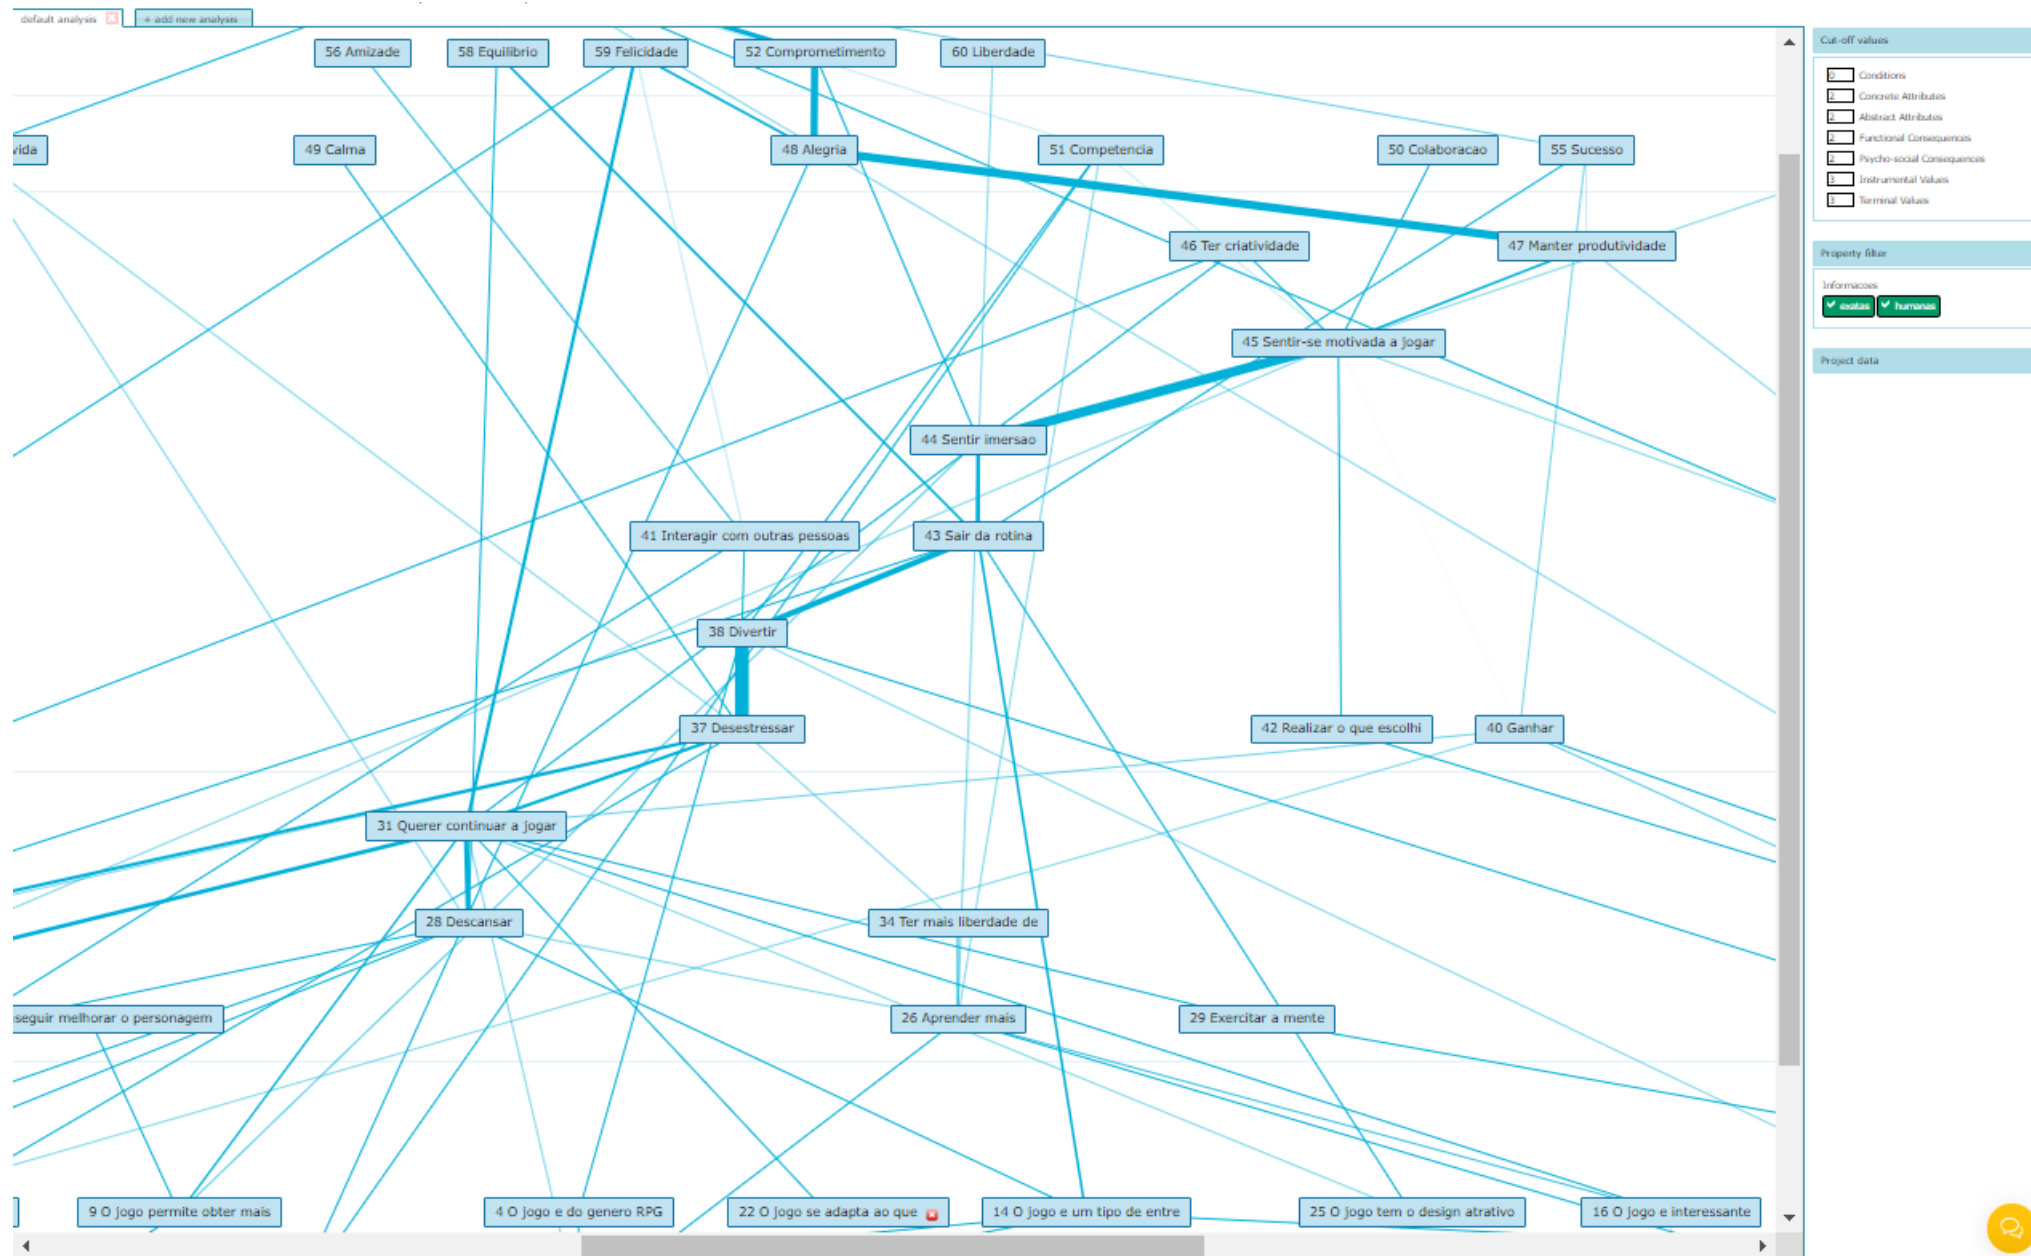 default analysis
+ add new analysis
56 Amizade
58 Equilibrio
59 Felicidade
52 Comprometimento
60 Liberdade
vida
49 Calma
48 Alegria
51 Competencia
50 Colaboracao
55 Sucesso
46 Ter criatividade
47 Manter produtividade
45 Sentir-se motivada a jogar
44 Sentir imersao
41 Interagir com outras pessoas
43 Sair da rotina
38 Divertir
37 Desestressar
42 Realizar o que escolhi
40 Ganhar
31 Querer continuar a jogar
28 Descansar
34 Ter mais liberdade de
seguir melhorar o personagem
26 Aprender mais
29 Exercitar a mente
9 O jogo permite obter mais
4 O jogo e do genero RPG
22 O jogo se adapta ao que
14 O jogo e um tipo de entre
25 O jogo tem o design atrativo
16 O jogo e interessante
Cut-off values
0 Conditions
2 Concrete Attributes
2 Abstract Attributes
2 Functional Consequences
2 Psycho-social Consequences
3 Instrumental Values
3 Terminal Values
Property filter
Informacoes
exatas
humanas
Project data